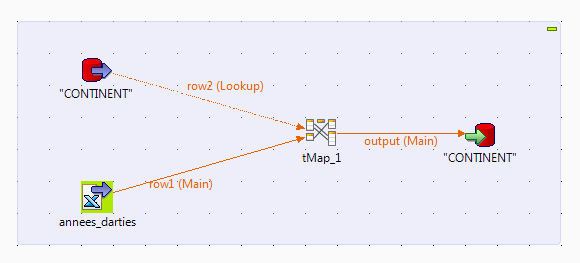 row2 (Lookup)
"CONTINENT"
output (Main)
tMap_1
"CONTINENT"
row1 (Main)
annees_darties